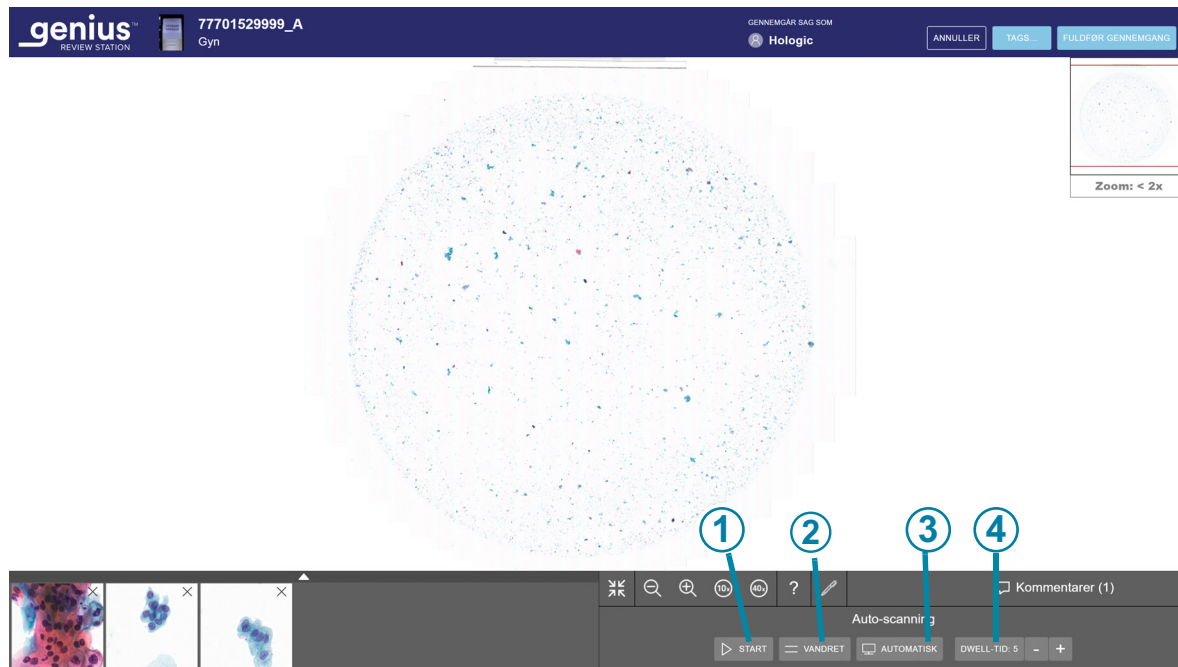 genius™
REVIEW STATION
77701529999_A
Gyn
GENNEMGÅR SAG SOM
Hologic
ANNULLER
TAGS...
FULDFØR GENNEMGANG
Zoom: < 2x
1
2
3
4
10x
40x
?
Kommentarer (1)
Auto-scanning
START
VANDRET
AUTOMATISK
DWELL-TID: 5
-
+